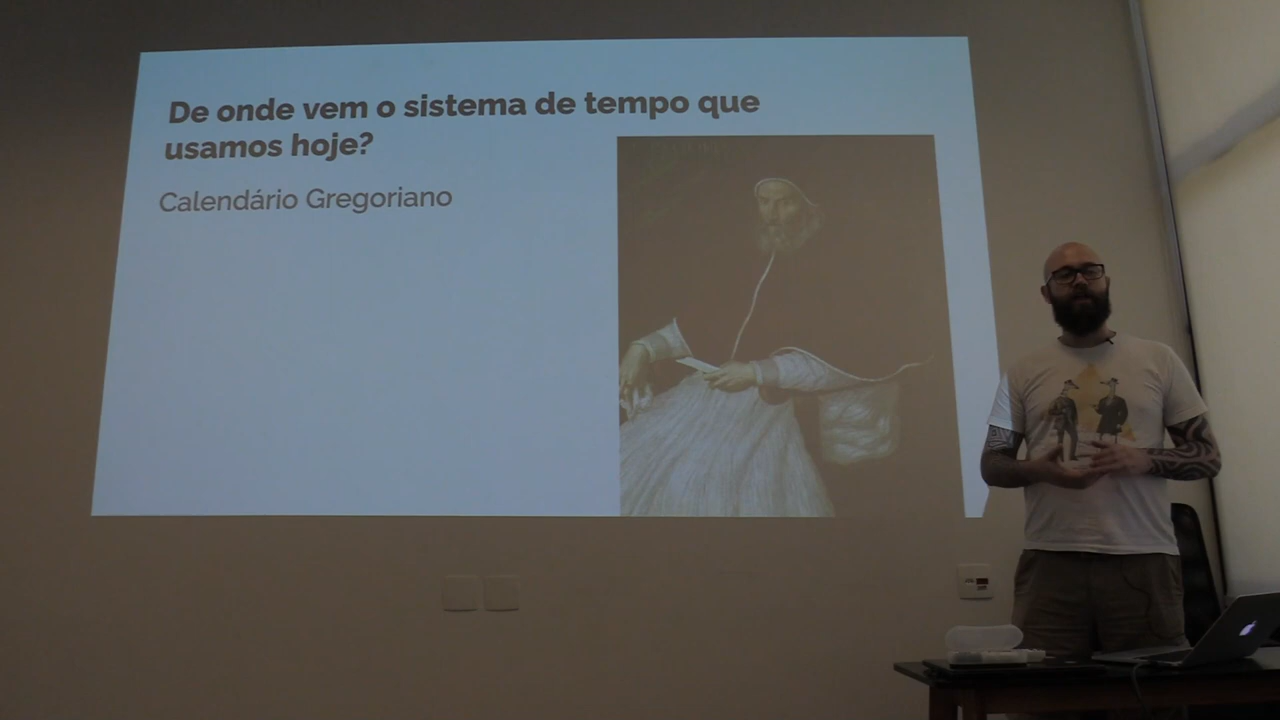 De onde vem o sistema de tempo que
usamos hoje?
Calendário Gregoriano